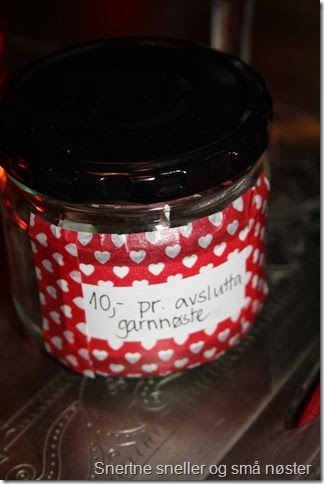 10,- pr. avslutta
garnnøste
Snertne sneller og små nøster